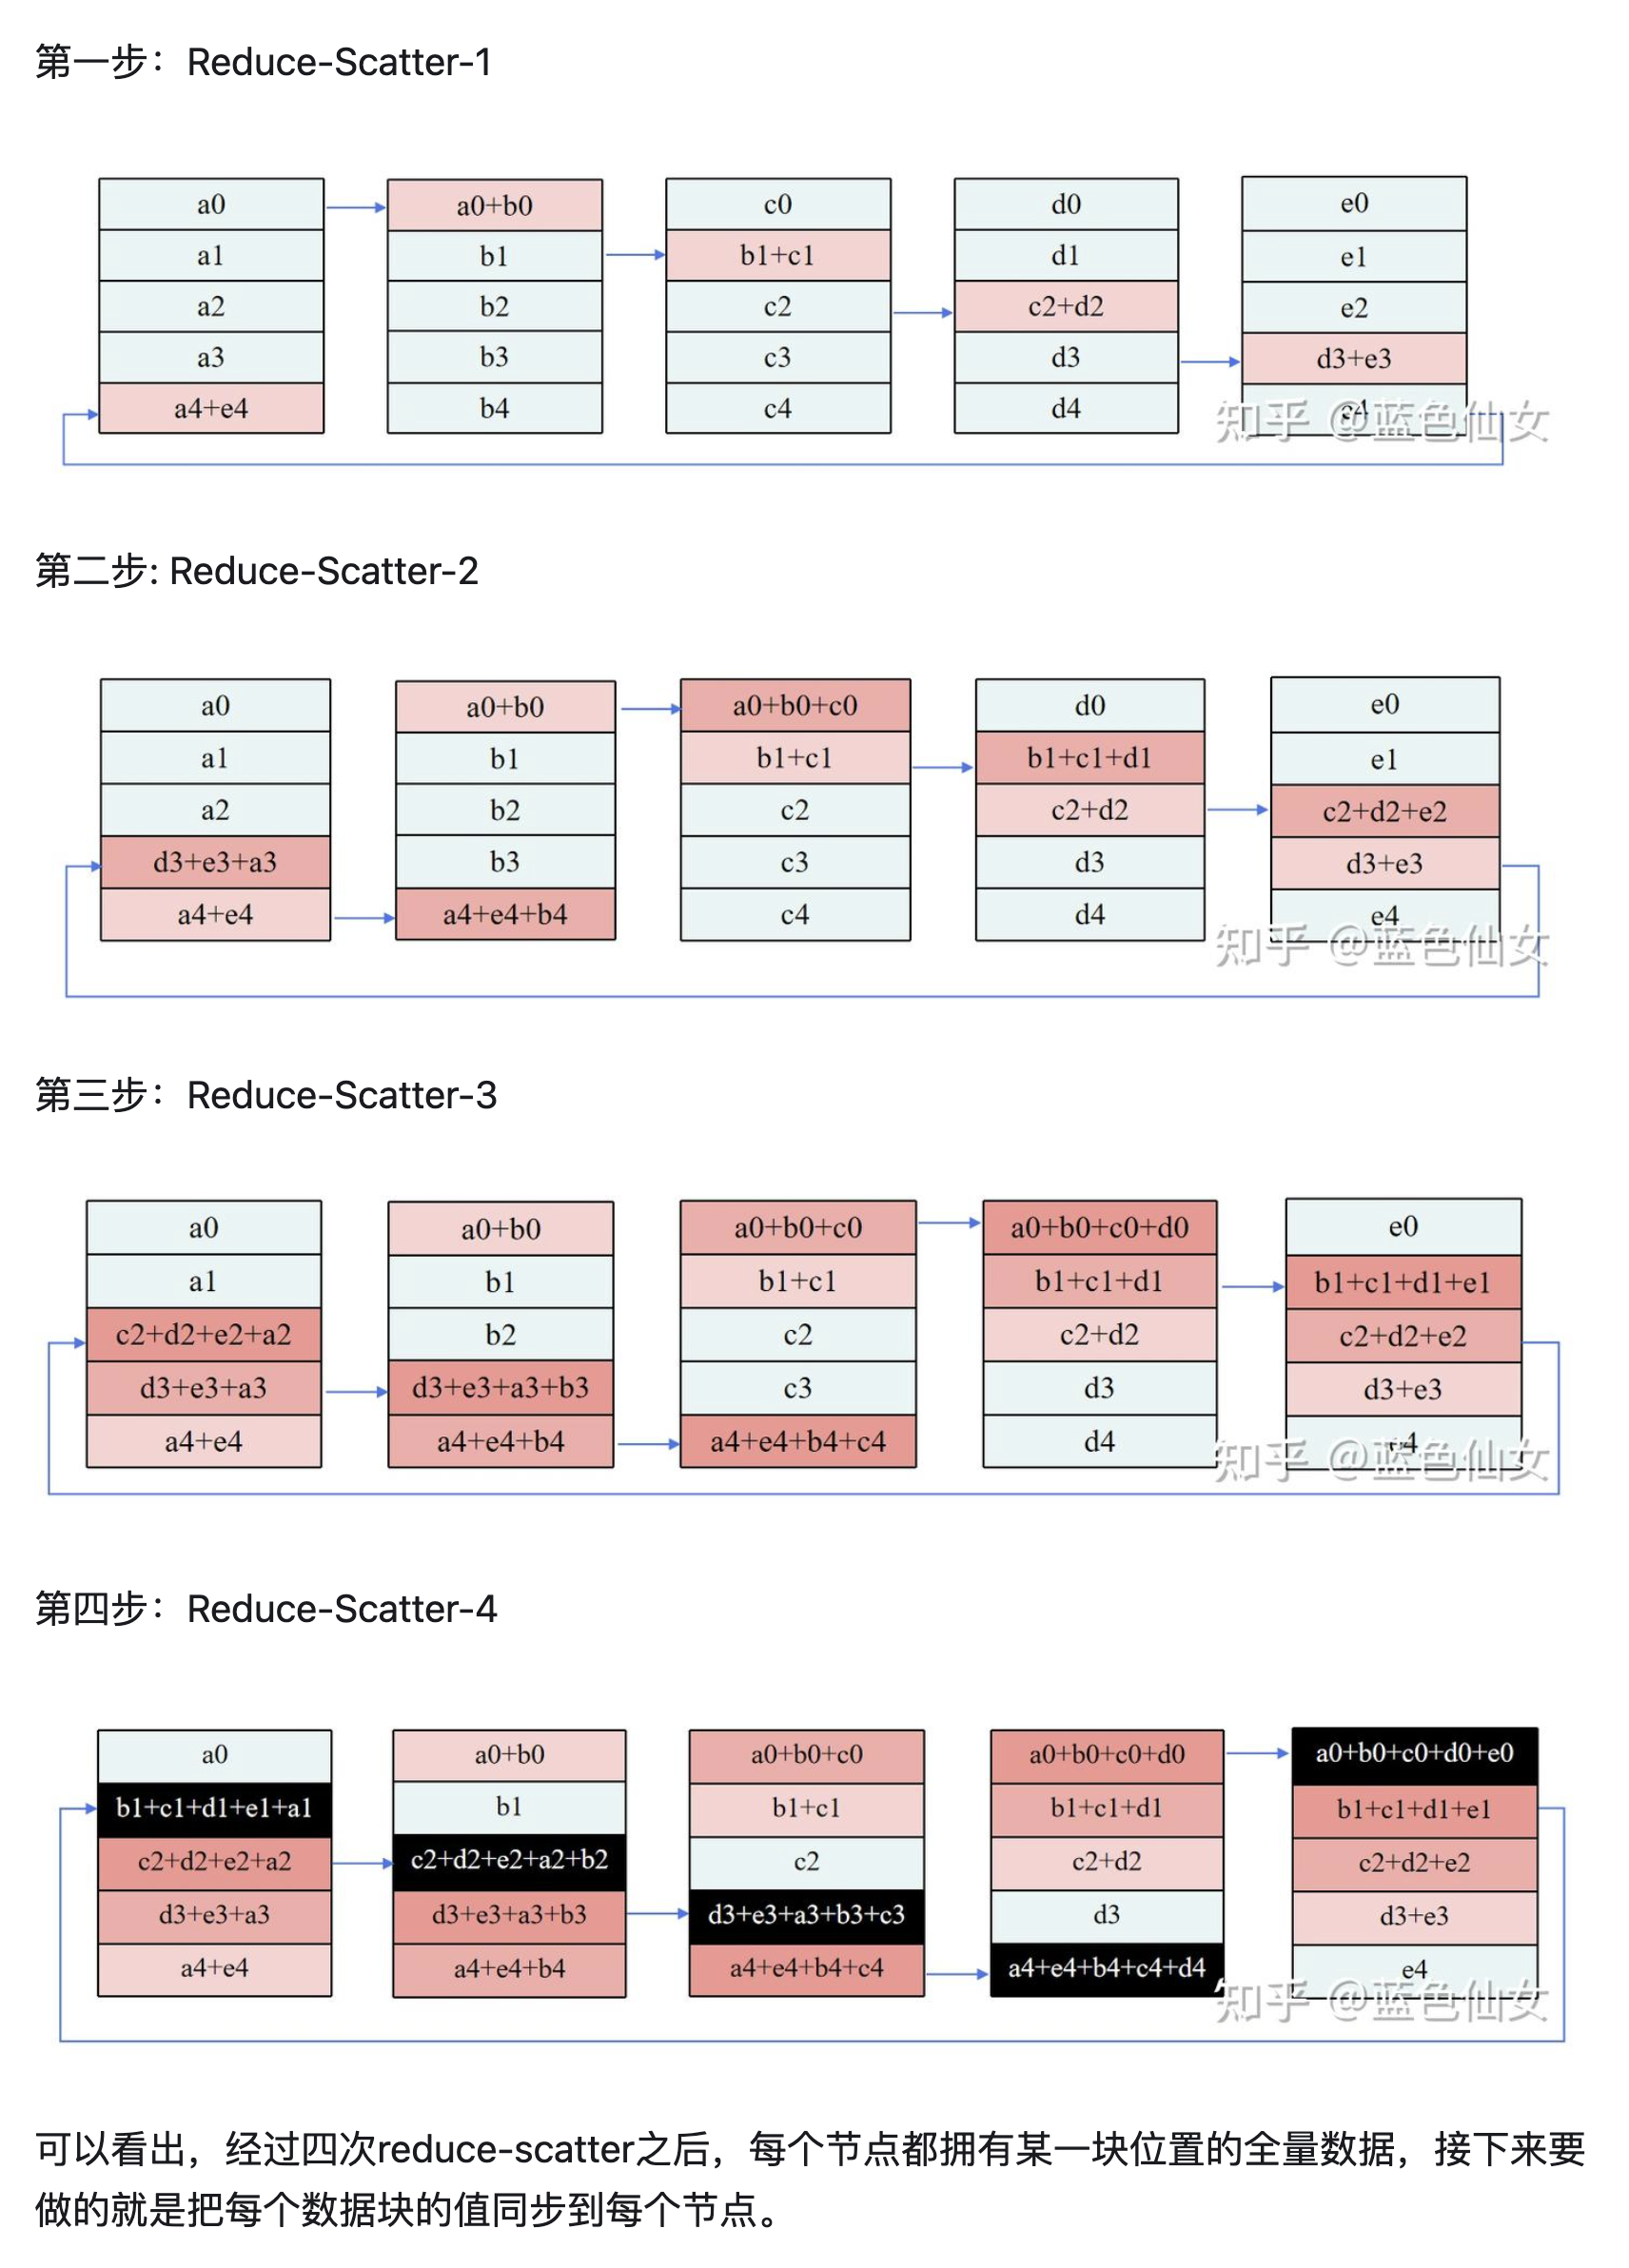 第一步：Reduce-Scatter-1
a0 a0+b0 c0 d0 e0
a1 b1 b1+c1 d1 e1
a2 b2 c2 c2+d2 e2
a3 b3 c3 d3 d3+e3
a4+e4 b4 c4 d4 e4
知乎 @蓝色仙女
第二步: Reduce-Scatter-2
a0 a0+b0 a0+b0+c0 d0 e0
a1 b1 b1+c1 b1+c1+d1 e1
a2 b2 c2 c2+d2 c2+d2+e2
d3+e3+a3 b3 c3 d3 d3+e3
a4+e4 a4+e4+b4 c4 d4 e4
知乎 @蓝色仙女
第三步：Reduce-Scatter-3
a0 a0+b0 a0+b0+c0 a0+b0+c0+d0 e0
a1 b1 b1+c1 b1+c1+d1 b1+c1+d1+e1
c2+d2+e2+a2 b2 c2 c2+d2 c2+d2+e2
d3+e3+a3 d3+e3+a3+b3 c3 d3 d3+e3
a4+e4 a4+e4+b4 a4+e4+b4+c4 d4 e4
知乎 @蓝色仙女
第四步：Reduce-Scatter-4
a0 a0+b0 a0+b0+c0 a0+b0+c0+d0 a0+b0+c0+d0+e0
b1+c1+d1+e1+a1 b1 b1+c1 b1+c1+d1 b1+c1+d1+e1
c2+d2+e2+a2 c2+d2+e2+a2+b2 c2 c2+d2 c2+d2+e2
d3+e3+a3 d3+e3+a3+b3 d3+e3+a3+b3+c3 d3 d3+e3
a4+e4 a4+e4+b4 a4+e4+b4+c4 a4+e4+b4+c4+d4 e4
知乎 @蓝色仙女
可以看出，经过四次reduce-scatter之后，每个节点都拥有某一块位置的全量数据，接下来要
做的就是把每个数据块的值同步到每个节点。